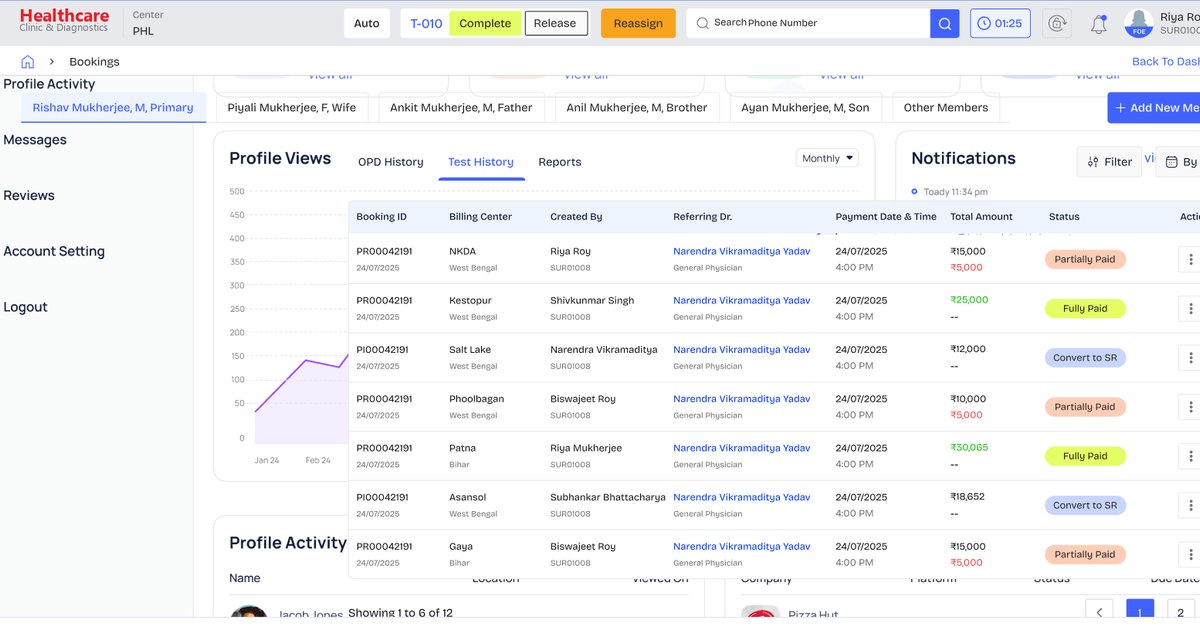 Healthcare
Clinic & Diagnostics
Center
PHL
Auto
T-010
Complete
Release
Reassign
Search Phone Number
01:25
FOE
Riya Ro
SUR0100
Bookings
Back To Dash
Profile Activity
View all
View all
View all
View all
Rishav Mukherjee, M, Primary
Piyali Mukherjee, F, Wife
Ankit Mukherjee, M, Father
Anil Mukherjee, M, Brother
Ayan Mukherjee, M, Son
Other Members
+ Add New Me
Messages
Reviews
Account Setting
Logout
Profile Views
OPD History
Test History
Reports
Monthly
Notifications
Vi
Filter
By
Toady 11:34 pm
500
450
400
350
300
250
200
150
100
50
0
Jan 24
Feb 24
Booking ID Billing Center Created By Referring Dr. Payment Date & Time Total Amount Status Actio
PR00042191 NKDA Riya Roy Narendra Vikramaditya Yadav 24/07/2025 ₹15,000 Partially Paid
24/07/2025 West Bengal SUR01008 General Physician 4:00 PM ₹5,000
PR00042191 Kestopur Shivkunmar Singh Narendra Vikramaditya Yadav 24/07/2025 ₹25,000 Fully Paid
24/07/2025 West Bengal SUR01008 General Physician 4:00 PM --
PI00042191 Salt Lake Narendra Vikramaditya Narendra Vikramaditya Yadav 24/07/2025 ₹12,000 Convert to SR
24/07/2025 West Bengal SUR01008 General Physician 4:00 PM --
PR00042191 Phoolbagan Biswajeet Roy Narendra Vikramaditya Yadav 24/07/2025 ₹10,000 Partially Paid
24/07/2025 West Bengal SUR01008 General Physician 4:00 PM ₹5,000
PR00042191 Patna Riya Mukherjee Narendra Vikramaditya Yadav 24/07/2025 ₹30,065 Fully Paid
24/07/2025 Bihar SUR01008 General Physician 4:00 PM --
PI00042191 Asansol Subhankar Bhattacharya Narendra Vikramaditya Yadav 24/07/2025 ₹18,652 Convert to SR
24/07/2025 West Bengal SUR01008 General Physician 4:00 PM --
PR00042191 Gaya Biswajeet Roy Narendra Vikramaditya Yadav 24/07/2025 ₹15,000 Partially Paid
24/07/2025 Bihar SUR01008 General Physician 4:00 PM ₹5,000
Profile Activity
Name Location Viewed On
Company Platform Status Due Date
Jacob Jones
Showing 1 to 6 of 12
Pizza Hut
1
2